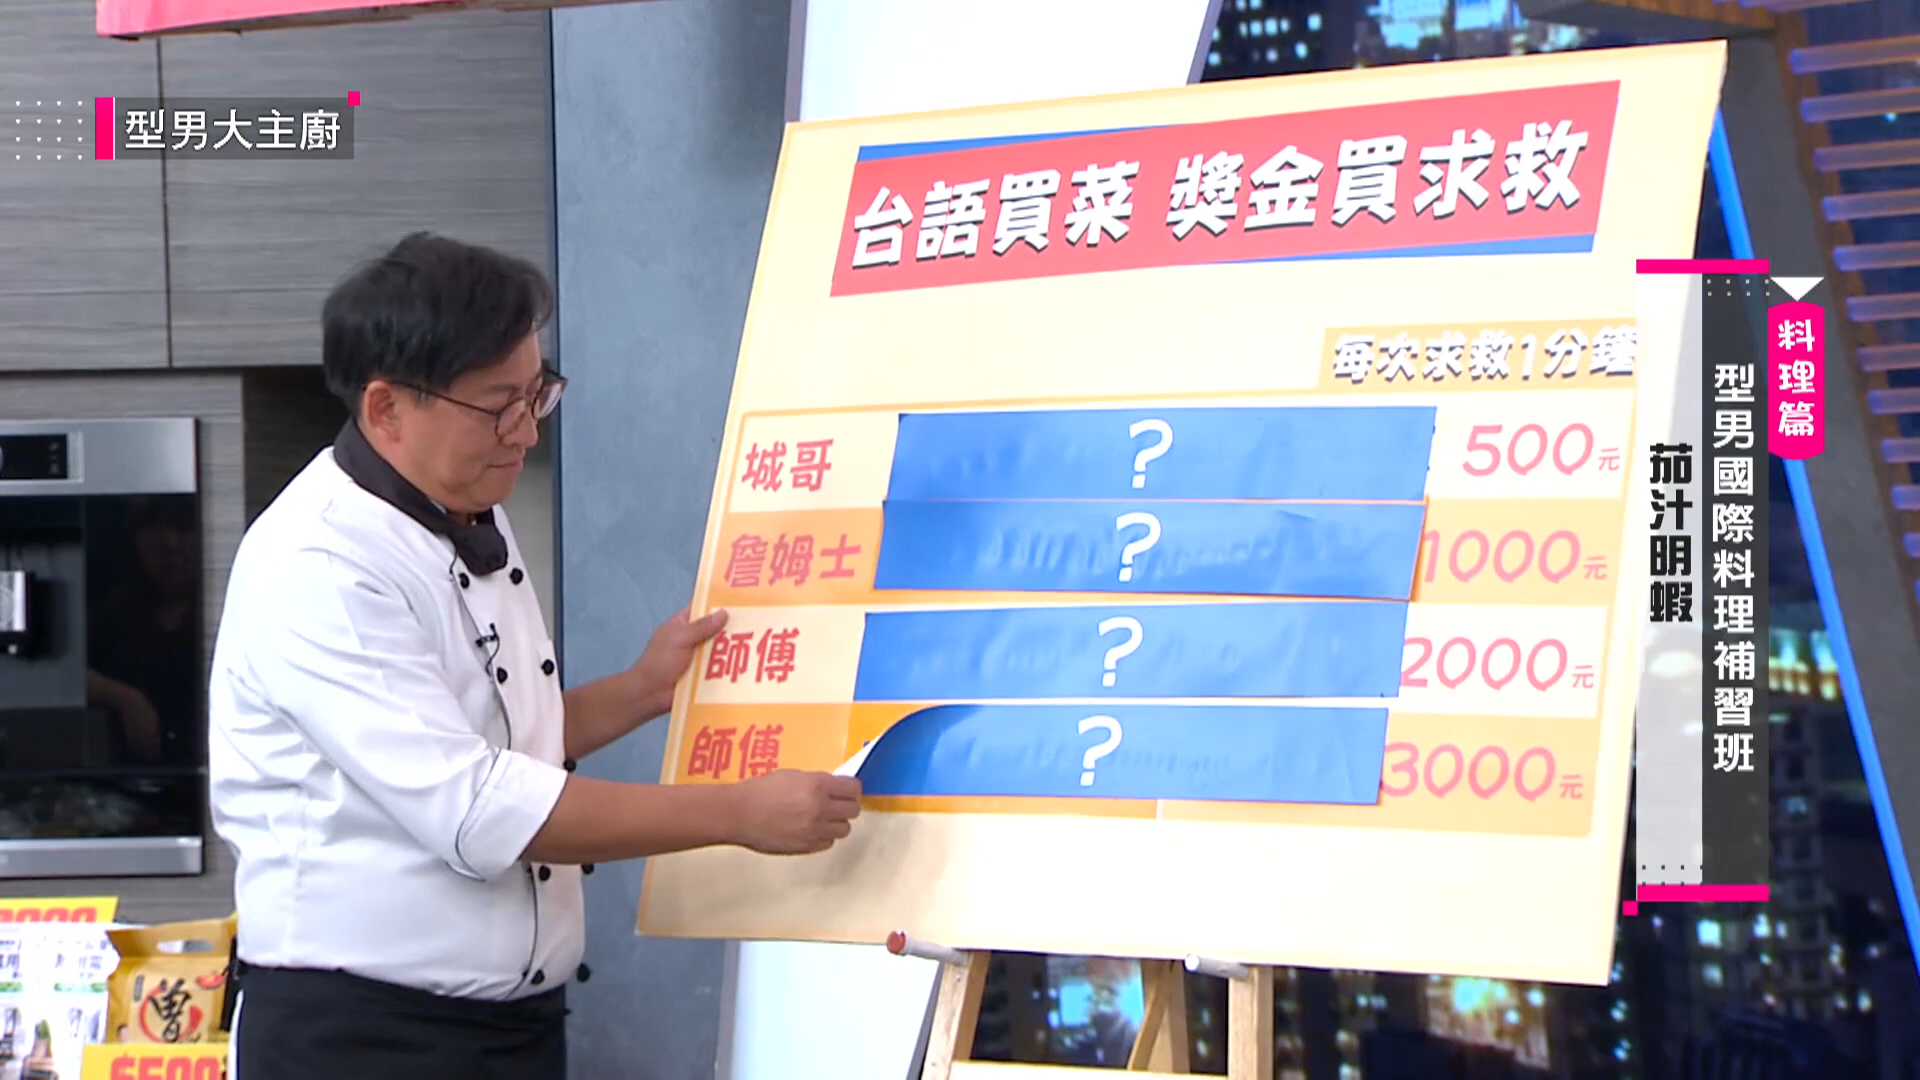 型男大主廚
台語買菜 獎金買求救
每次求救1分鐘
城哥 ? 500元
詹姆士 ? 1000元
師傅 ? 2000元
師傅 ? 3000元
料理篇
型男國際料理補習班
茄汁明蝦
曾